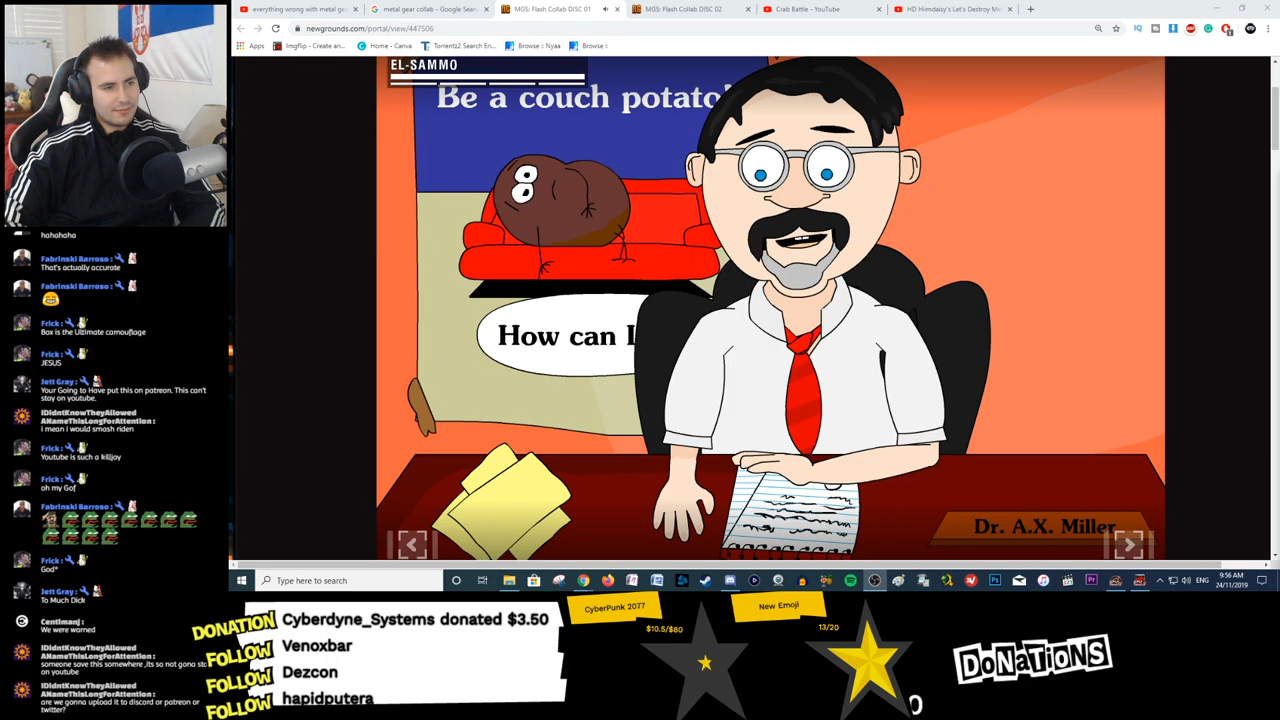 everything wrong with metal ge
metal gear collab - Google Sear
MGS: Flash Collab DISC 01
MGS: Flash Collab DISC 02
Crab Battle - YouTube
HD Hiimdaisy's Let's Destroy Me
newgrounds.com/portal/view/447506
Apps
Imgflip - Create an...
Home - Canva
Torrentz2 Search En...
Browse :: Nyaa
Browse ::
EL-SAMMO
Be a couch potato!
How can I
Dr. A.X. Miller
hahahaha
Fabrinski Barroso :
That's actually accurate
Fabrinski Barroso :
Frick :
Box is the Ultimate camouflage
Frick :
JESUS
Jett Gray :
Your Going to Have put this on patreon. This can't
stay on youtube.
IDidntKnowTheyAllowed
ANameThisLongForAttention :
i mean i would smash riden
Frick :
Youtube is such a killjoy
Frick :
oh my Gof
Fabrinski Barroso :
Frick :
God*
Jett Gray :
To Much Dick
Centimanj :
We were warned
IDidntKnowTheyAllowed
ANameThisLongForAttention :
someone save this somewhere ,its so not gonna sta
on youtube
IDidntKnowTheyAllowed
ANameThisLongForAttention :
are we gonna upload it to discord or patreon or
twitter?
Type here to search
ENG
9:56 AM
24/11/2019
DONATION Cyberdyne_Systems donated $3.50
FOLLOW Venoxbar
FOLLOW Dezcon
FOLLOW hapidputera
CyberPunk 2077
$10.5/$80
New Emoji
13/20
DONATIONS